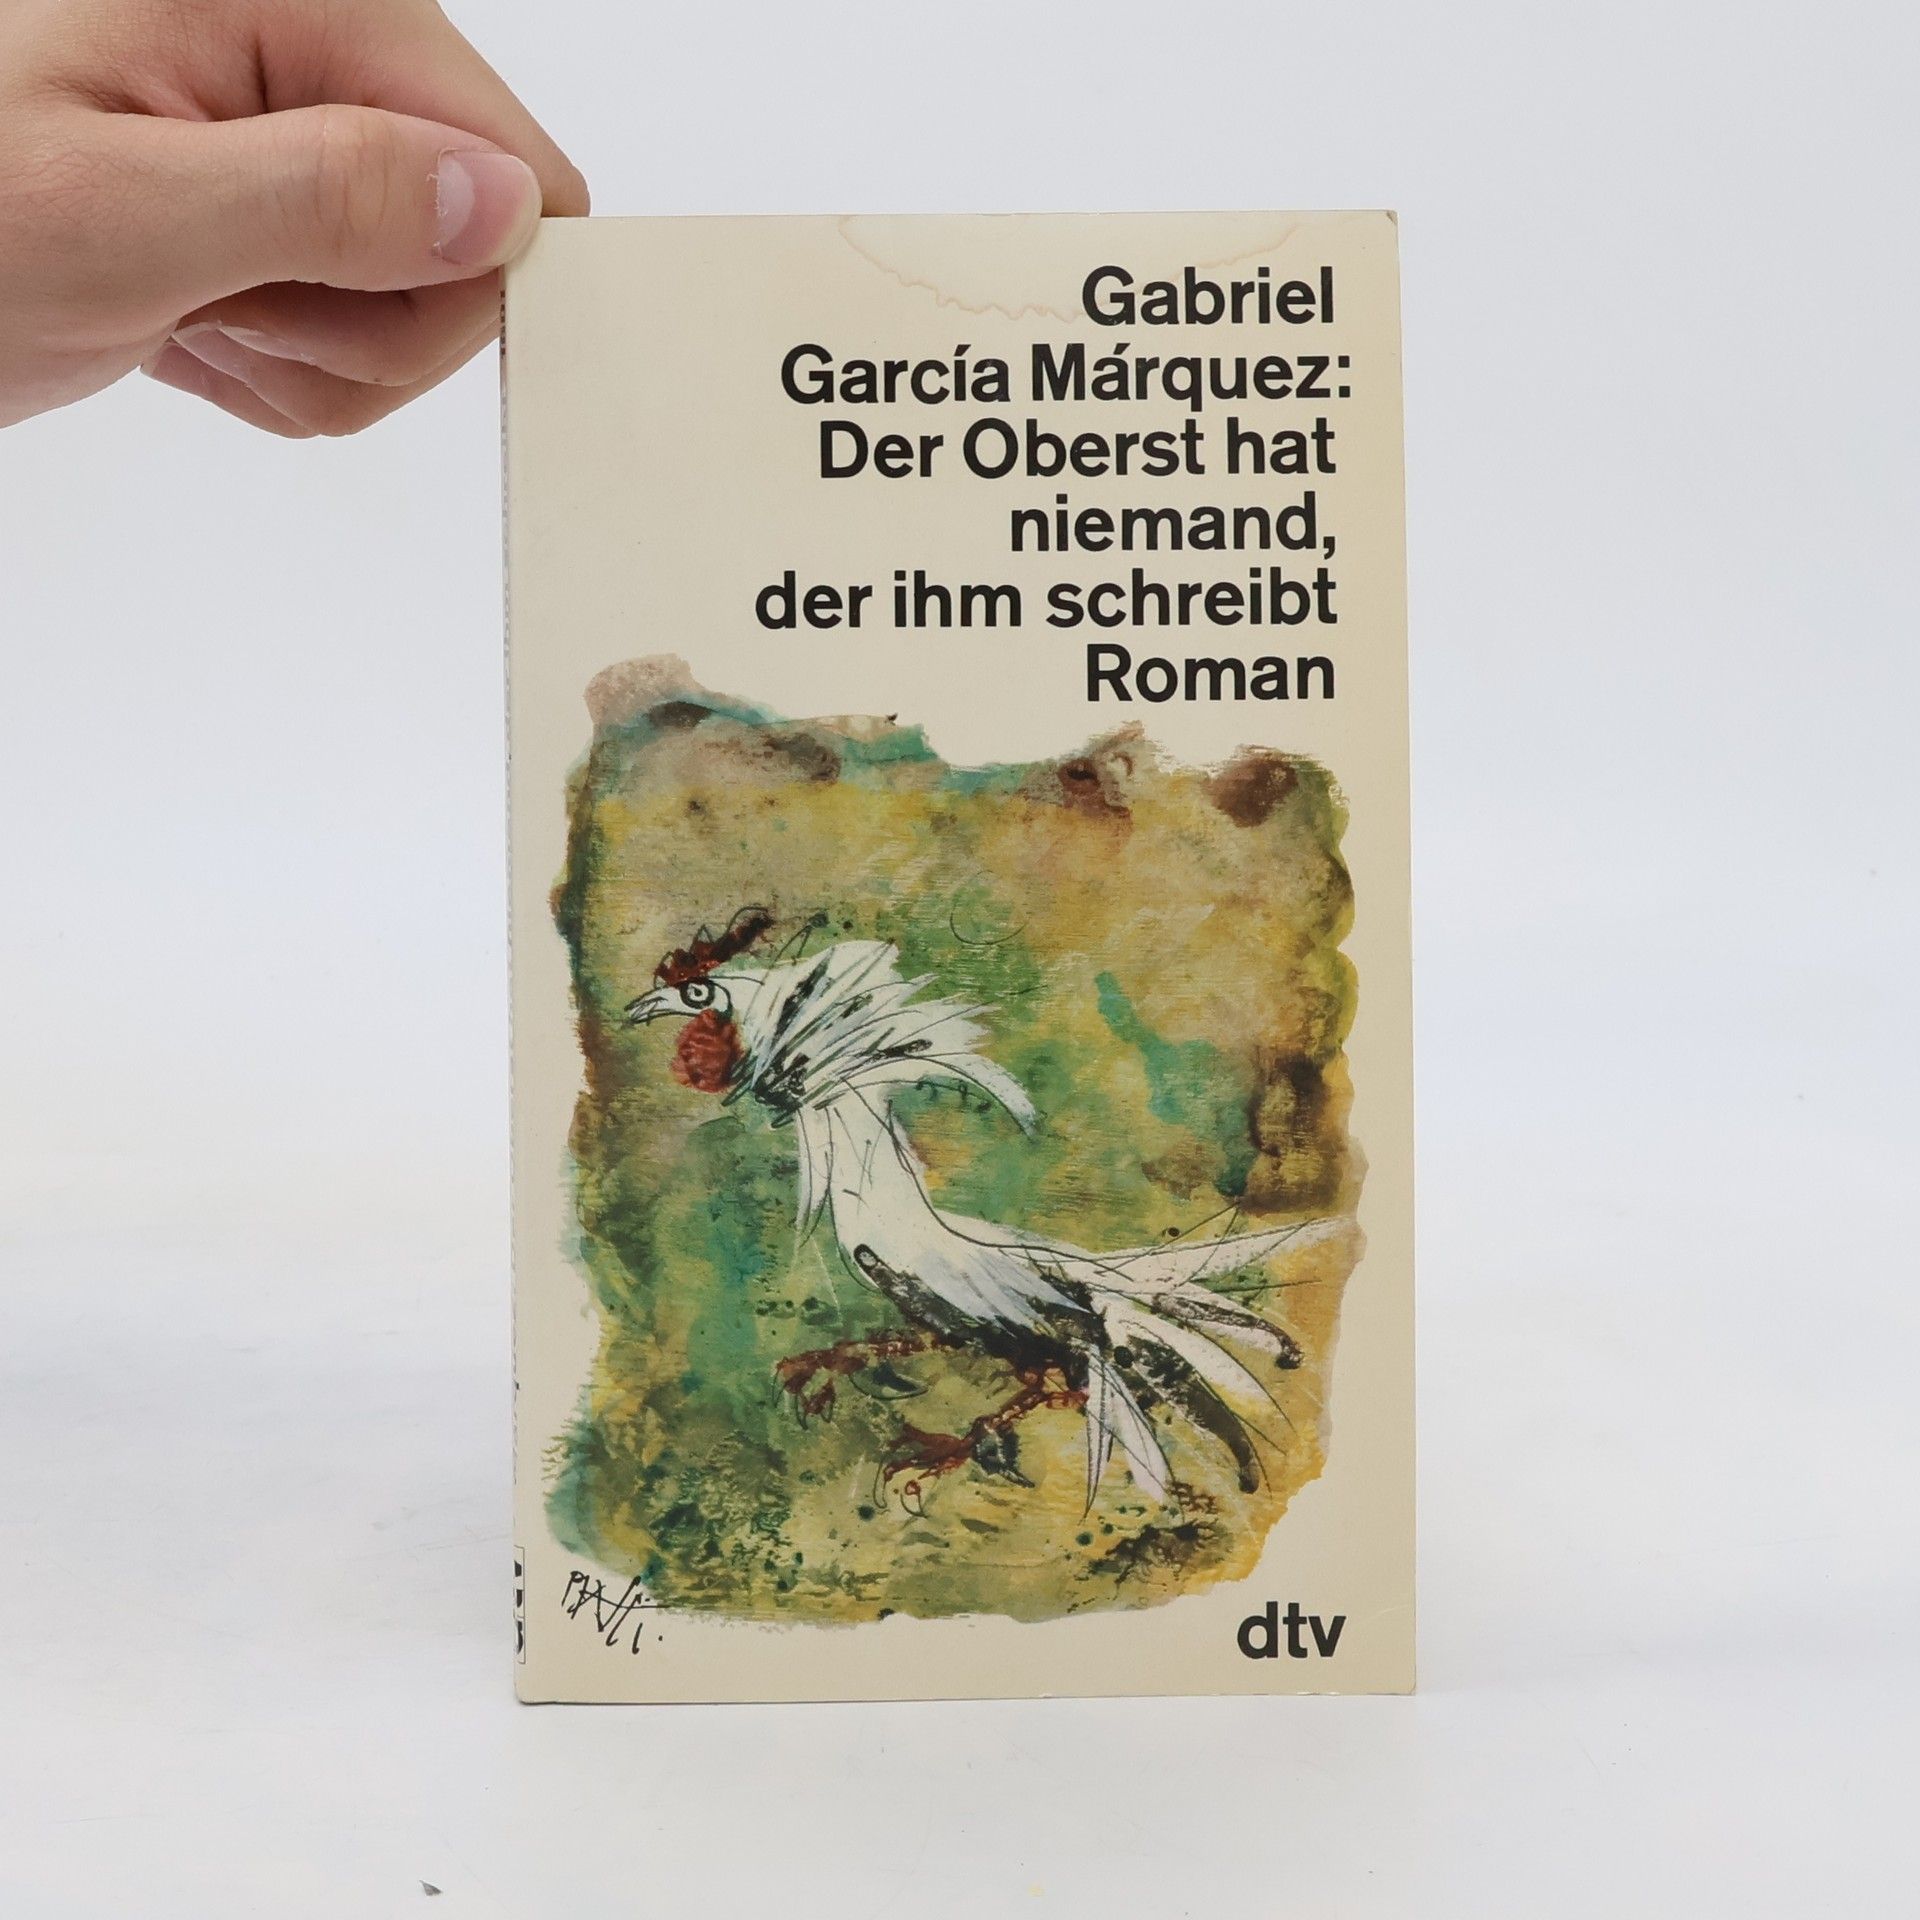 Gabriel
García Márquez:
Der Oberst hat
niemand,
der ihm schreibt
Roman
dtv